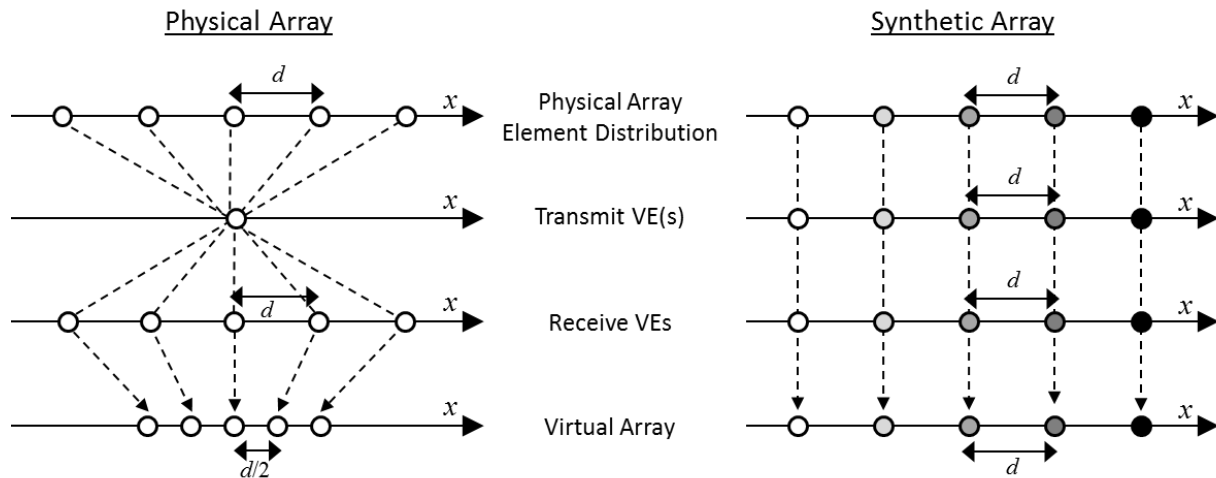 Physical Array
Synthetic Array
d
d
x
Physical Array
Element Distribution
x
x
Transmit VE(s)
d
x
d
x
Receive VEs
d
x
x
Virtual Array
x
d/2
d